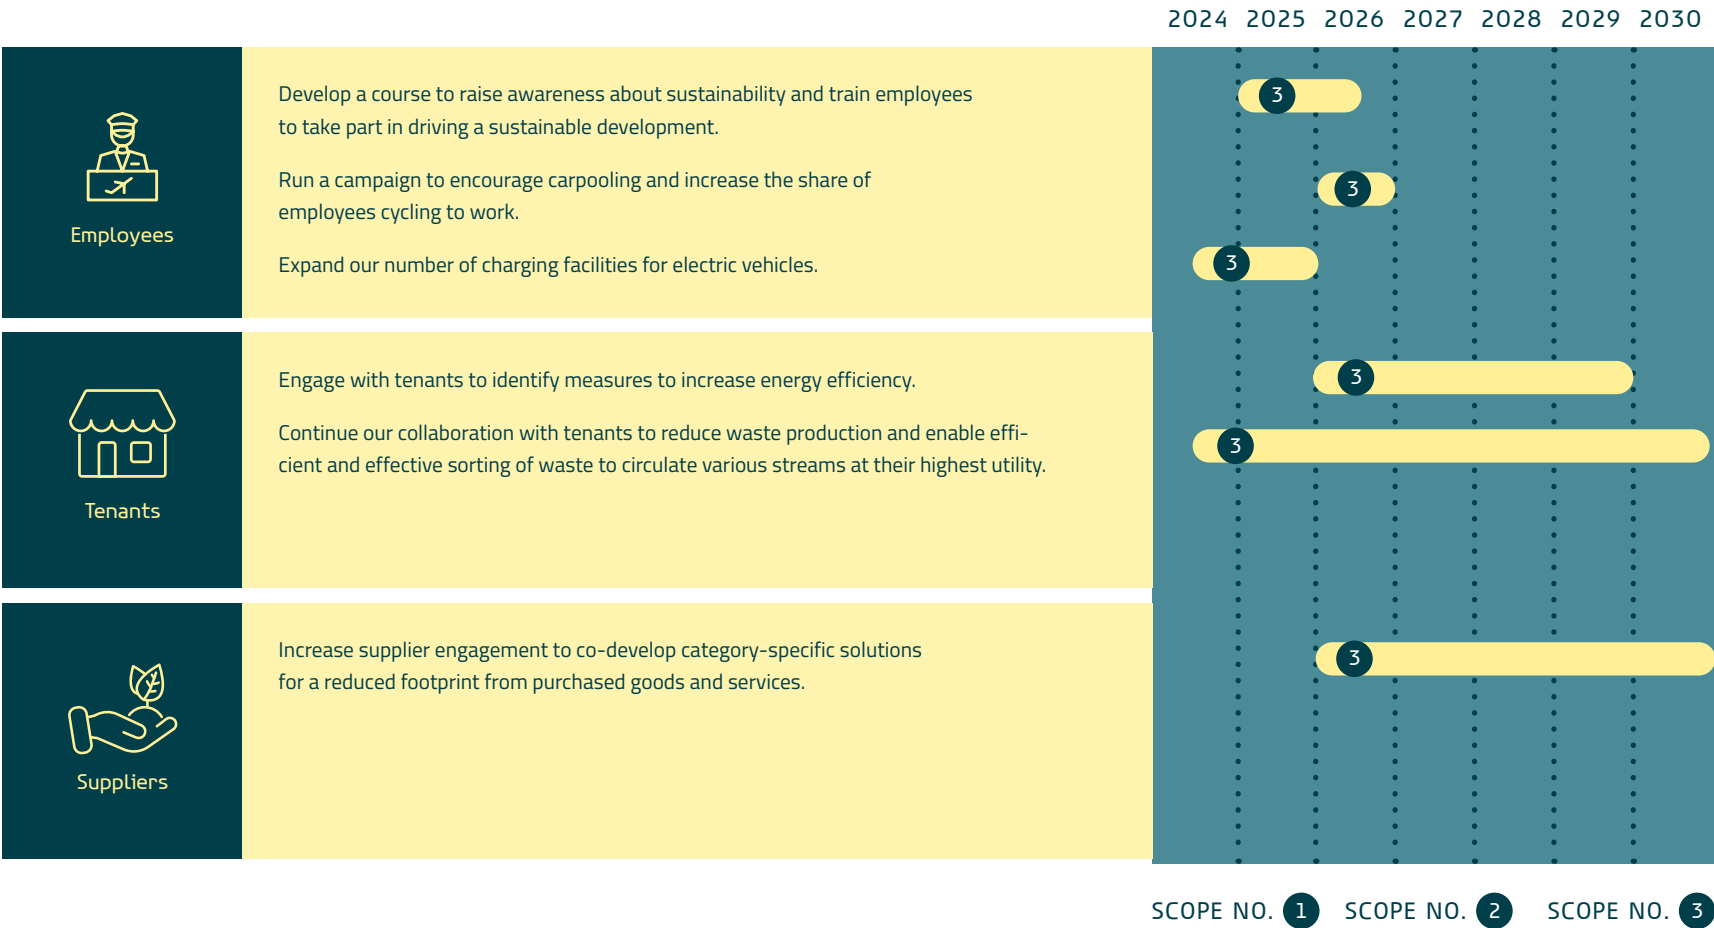 2024 2025 2026 2027 2028 2029 2030
Employees
Develop a course to raise awareness about sustainability and train employees
to take part in driving a sustainable development.
3
Run a campaign to encourage carpooling and increase the share of
employees cycling to work.
3
Expand our number of charging facilities for electric vehicles.
3
Tenants
Engage with tenants to identify measures to increase energy efficiency.
3
Continue our collaboration with tenants to reduce waste production and enable effi-
cient and effective sorting of waste to circulate various streams at their highest utility.
3
Suppliers
Increase supplier engagement to co-develop category-specific solutions
for a reduced footprint from purchased goods and services.
3
SCOPE NO. 1 SCOPE NO. 2 SCOPE NO. 3